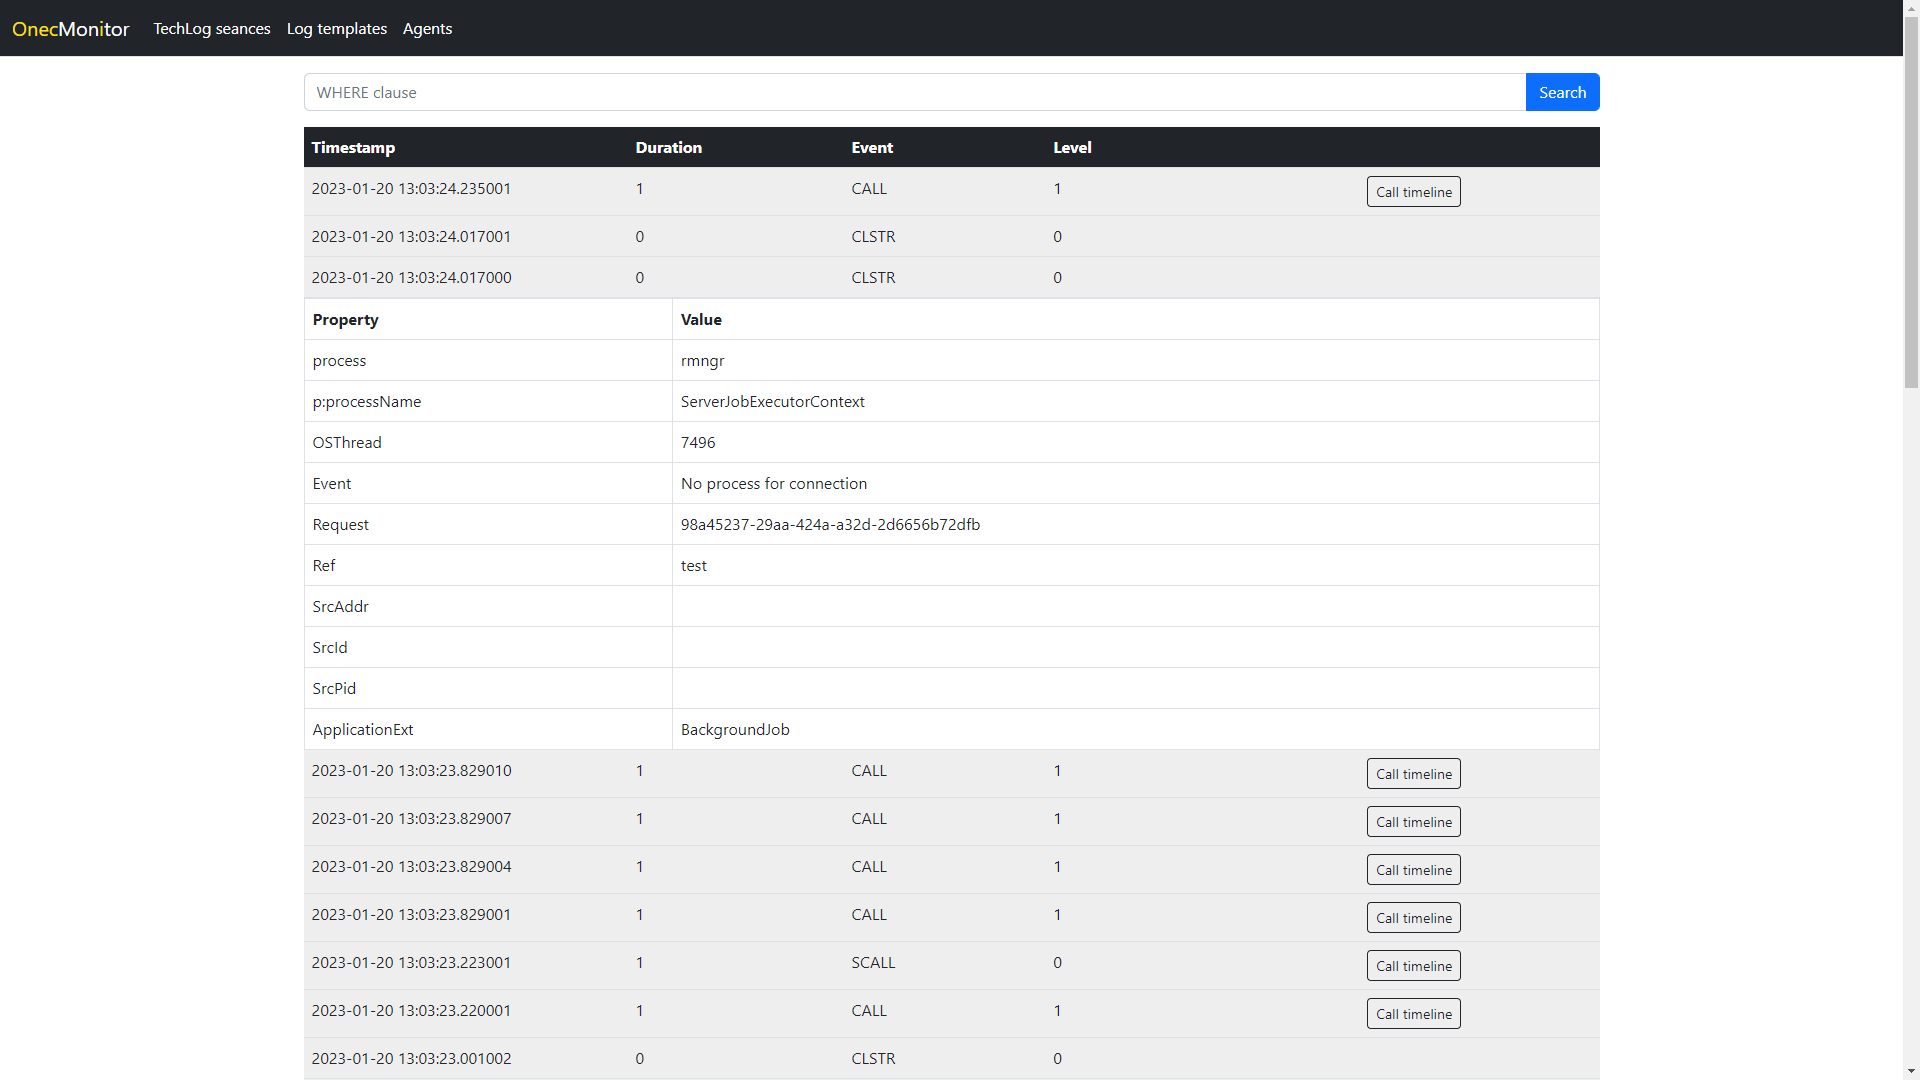 OnecMonitor TechLog seances Log templates Agents
WHERE clause Search
Timestamp Duration Event Level
2023-01-20 13:03:24.235001 1 CALL 1 Call timeline
2023-01-20 13:03:24.017001 0 CLSTR 0
2023-01-20 13:03:24.017000 0 CLSTR 0
Property Value
process rmngr
p:processName ServerJobExecutorContext
OSThread 7496
Event No process for connection
Request 98a45237-29aa-424a-a32d-2d6656b72dfb
Ref test
SrcAddr
SrcId
SrcPid
ApplicationExt BackgroundJob
2023-01-20 13:03:23.829010 1 CALL 1 Call timeline
2023-01-20 13:03:23.829007 1 CALL 1 Call timeline
2023-01-20 13:03:23.829004 1 CALL 1 Call timeline
2023-01-20 13:03:23.829001 1 CALL 1 Call timeline
2023-01-20 13:03:23.223001 1 SCALL 0 Call timeline
2023-01-20 13:03:23.220001 1 CALL 1 Call timeline
2023-01-20 13:03:23.001002 0 CLSTR 0